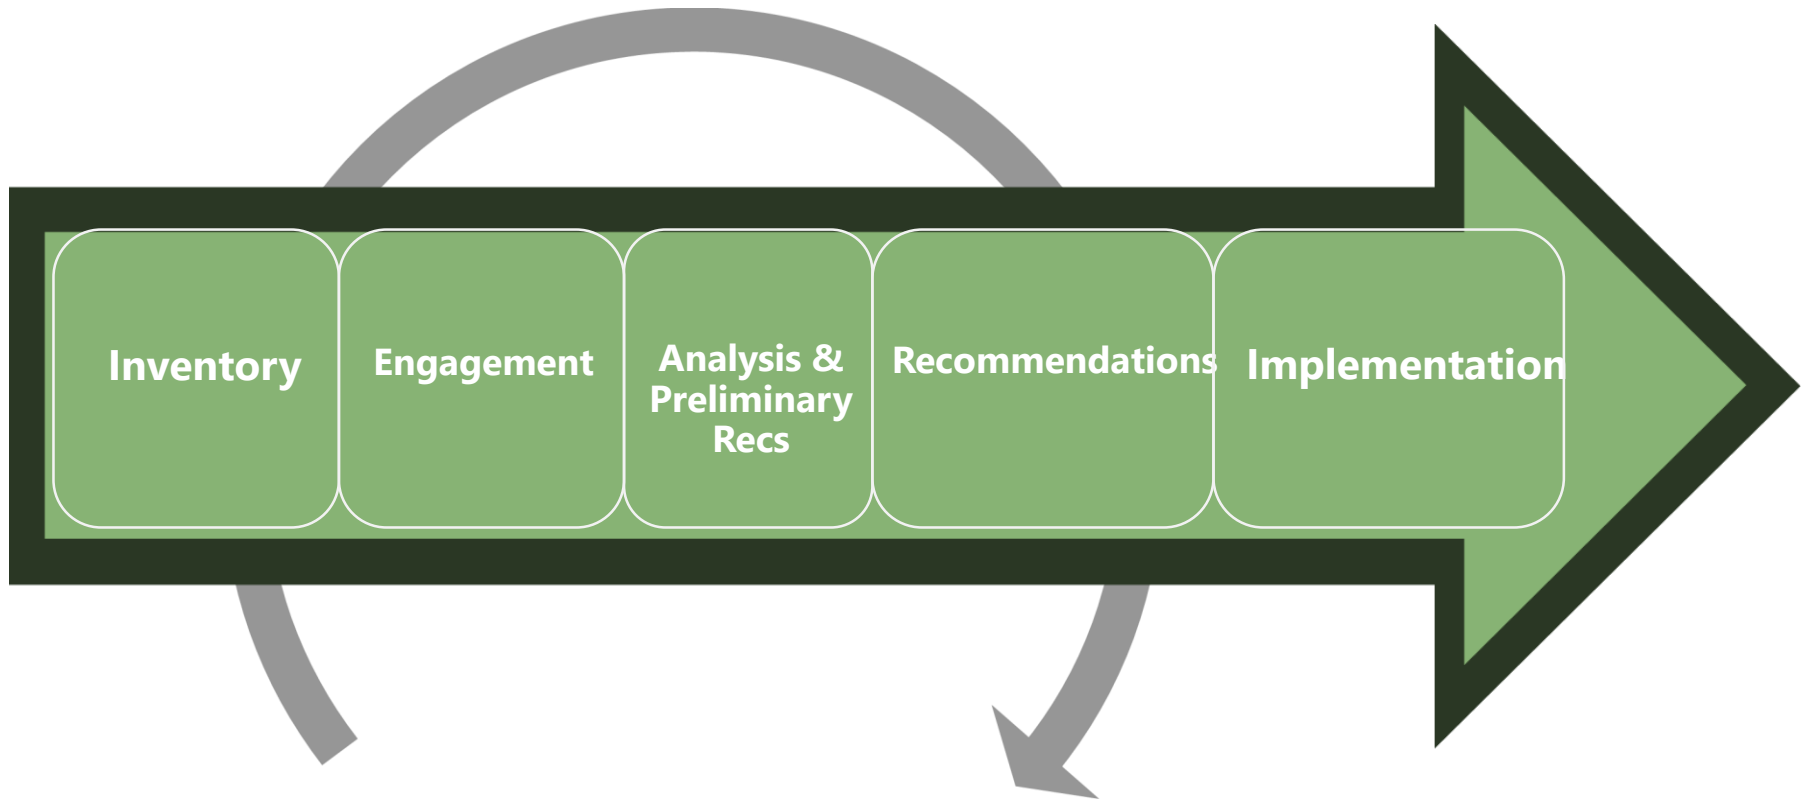 Inventory
Engagement
Analysis &
Preliminary
Recs
Recommendations
Implementation